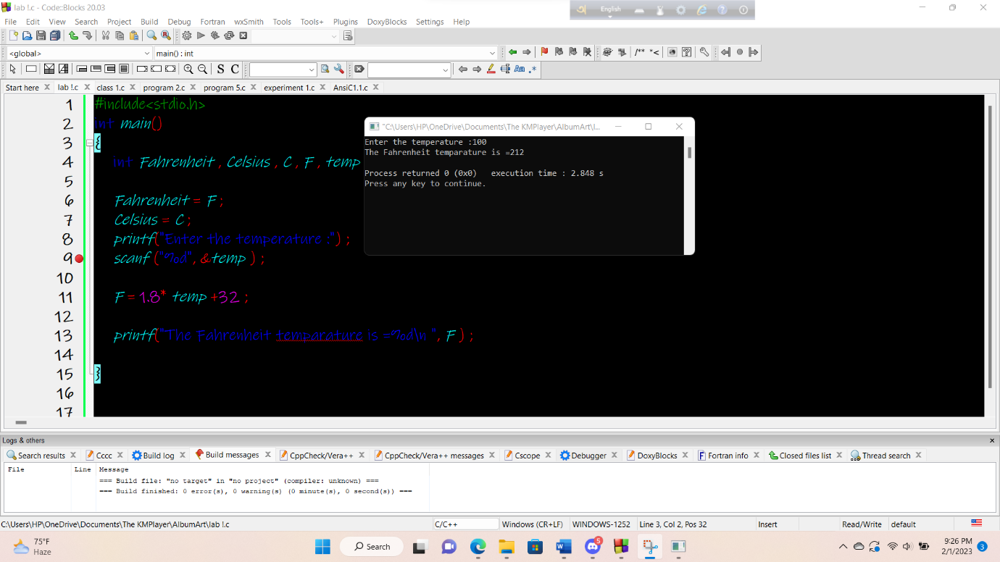 lab !.c - Code::Blocks 20.03
English
File Edit View Search Project Build Debug Fortran wxSmith Tools Tools+ Plugins DoxyBlocks Settings Help
<global> main() : int
/** *<
S C Aa .*
Start here lab !.c class 1.c program 2.c program 5.c experiment 1.c AnsiC1.1.c
1 #include<stdio.h>
2 int main()
3 {
4 int Fahrenheit , Celsius , C , F , temp
5
6 Fahrenheit = F ;
7 Celsius = C ;
8 printf("Enter the temperature :") ;
9 scanf ("%d", &temp ) ;
10
11 F = 1.8* temp +32 ;
12
13 printf("The Fahrenheit temparature is =%d\n ", F ) ;
14
15 }
16
17
"C:\Users\HP\OneDrive\Documents\The KMPlayer\AlbumArt\l...
Enter the temperature :100
The Fahrenheit temparature is =212
Process returned 0 (0x0) execution time : 2.848 s
Press any key to continue.
Logs & others
Search results Cccc Build log Build messages CppCheck/Vera++ CppCheck/Vera++ messages Cscope Debugger DoxyBlocks Fortran info Closed files list Thread search
File Line Message
=== Build file: "no target" in "no project" (compiler: unknown) ===
=== Build finished: 0 error(s), 0 warning(s) (0 minute(s), 0 second(s)) ===
C:\Users\HP\OneDrive\Documents\The KMPlayer\AlbumArt\lab !.c C/C++ Windows (CR+LF) WINDOWS-1252 Line 3, Col 2, Pos 32 Insert Read/Write default
75°F
Haze
Search
5
9:26 PM
2/1/2023
3